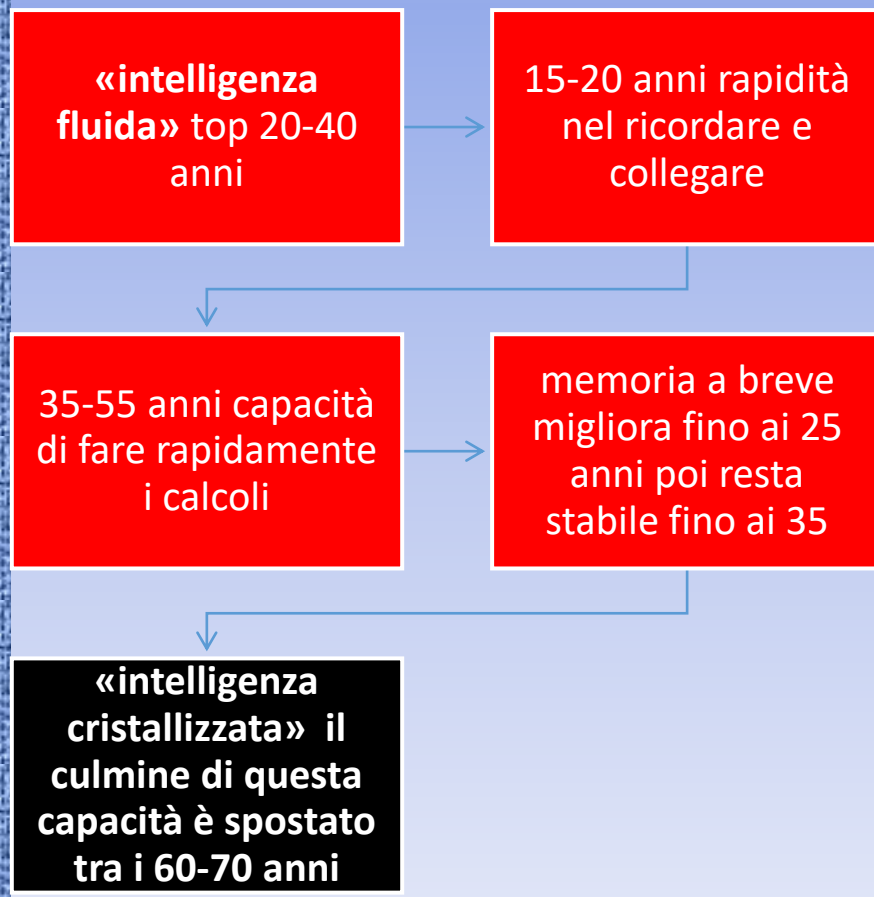 «intelligenza
fluida» top 20-40
anni
15-20 anni rapidità
nel ricordare e
collegare
35-55 anni capacità
di fare rapidamente
i calcoli
memoria a breve
migliora fino ai 25
anni poi resta
stabile fino ai 35
«intelligenza
cristallizzata» il
culmine di questa
capacità è spostato
tra i 60-70 anni